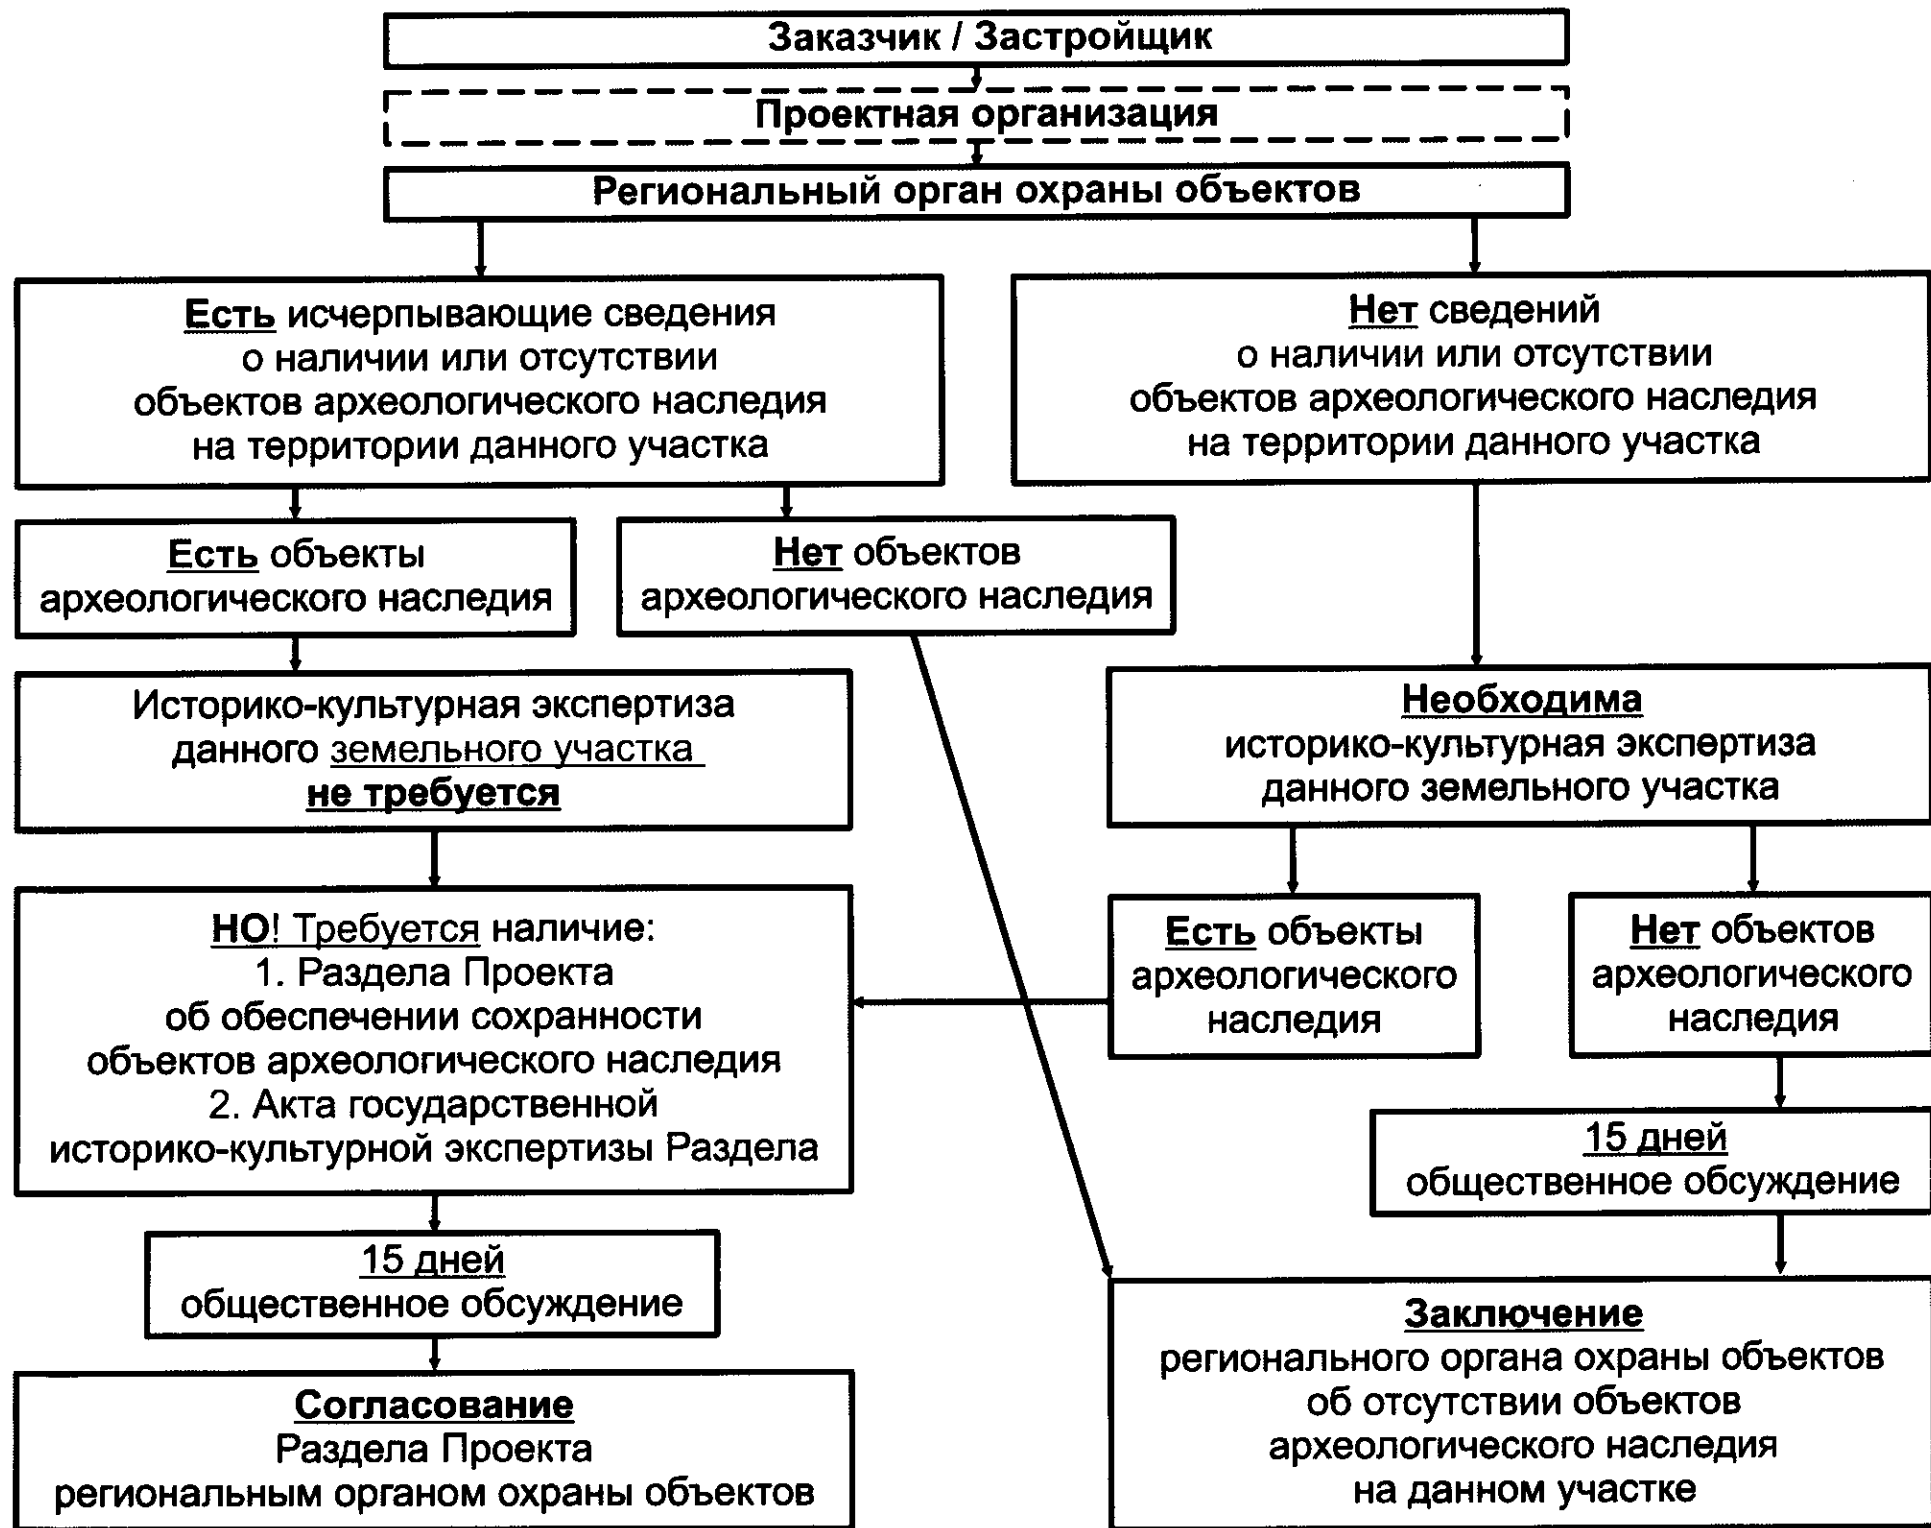 Заказчик / Застройщик
Проектная организация
Региональный орган охраны объектов
Есть исчерпывающие сведения
о наличии или отсутствии
объектов археологического наследия
на территории данного участка
Нет сведений
о наличии или отсутствии
объектов археологического наследия
на территории данного участка
Есть объекты
археологического наследия
Нет объектов
археологического наследия
Историко-культурная экспертиза
данного земельного участка
не требуется
Необходима
историко-культурная экспертиза
данного земельного участка
НО! Требуется наличие:
1. Раздела Проекта
об обеспечении сохранности
объектов археологического наследия
2. Акта государственной
историко-культурной экспертизы Раздела
Есть объекты
археологического
наследия
Нет объектов
археологического
наследия
15 дней
общественное обсуждение
15 дней
общественное обсуждение
Согласование
Раздела Проекта
региональным органом охраны объектов
Заключение
регионального органа охраны объектов
об отсутствии объектов
археологического наследия
на данном участке